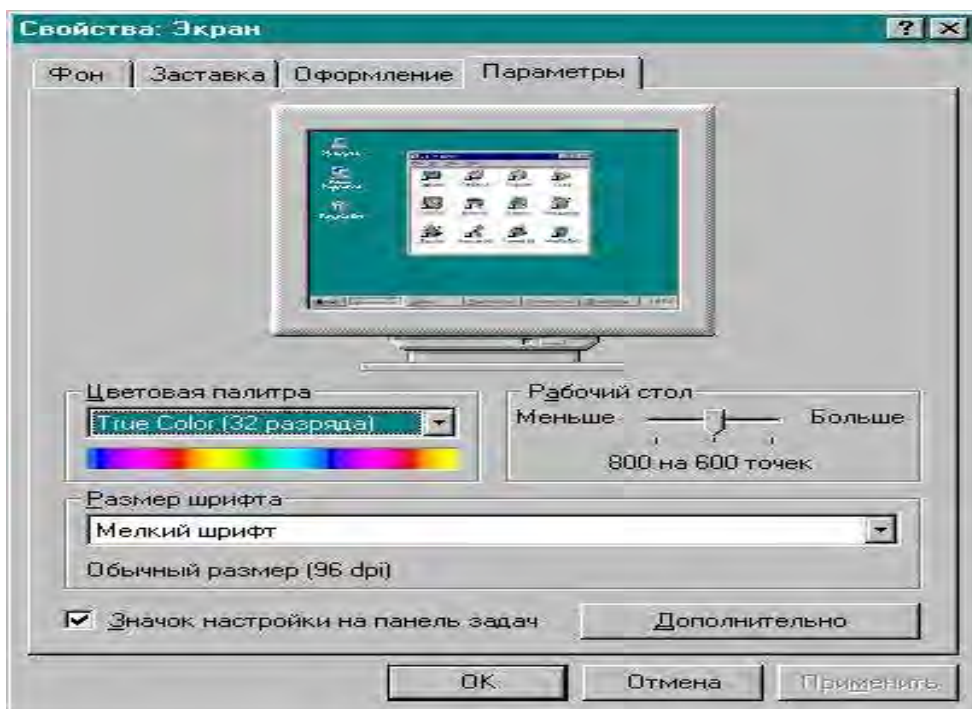 Свойства: Экран
Фон Заставка Оформление Параметры
Цветовая палитра
True Color (32 разряда)
Рабочий стол
Меньше Больше
800 на 600 точек
Размер шрифта
Мелкий шрифт
Обычный размер (96 dpi)
Значок настройки на панель задач
Дополнительно
OK Отмена Применить